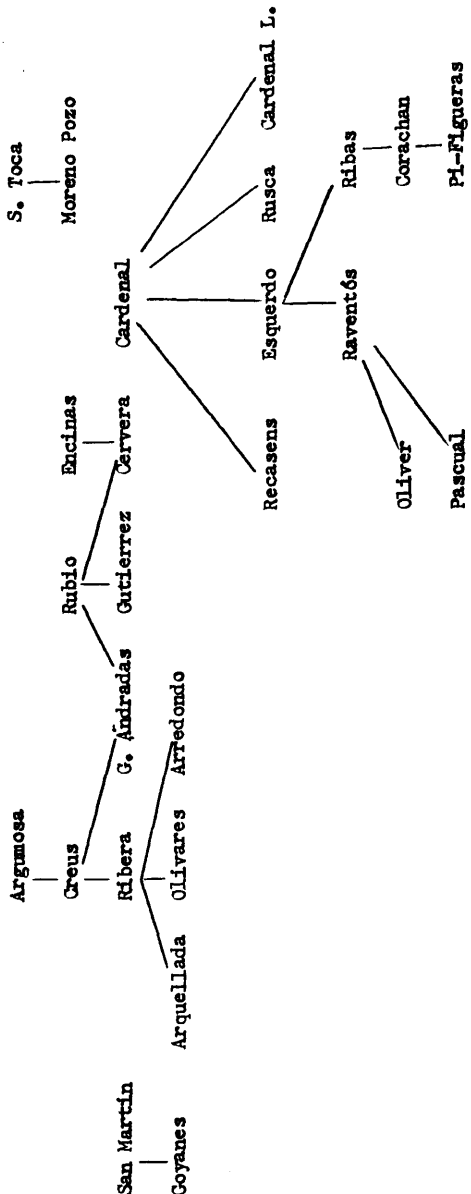 S. Toca
Argumosa
Moreno Pozo
Creus
Rubio
Encinas
San Martin
Ribera
G. Andradas
Gutierrez
Cervera
Cardenal
Goyanes
Arquellada
Olivares
Arredondo
Recasens
Esquerdo
Rusca
Cardenal L.
Raventós
Ribas
Oliver
Corachan
Pascual
Pi-Figueras